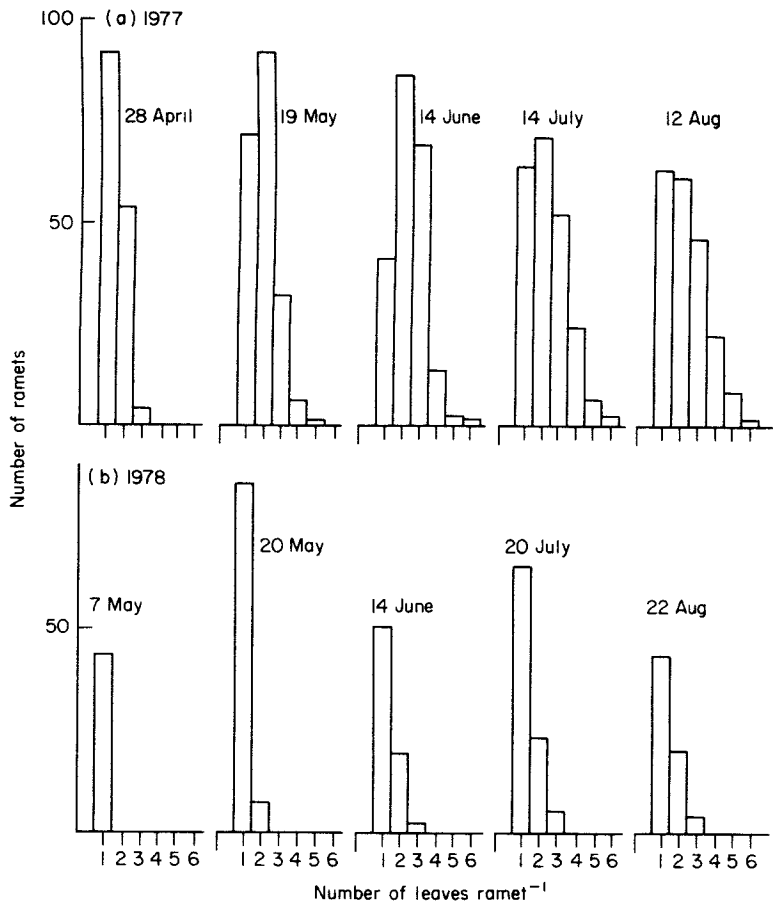 100
(a) 1977
28 April
19 May
14 June
14 July
12 Aug
50
Number of ramets
(b) 1978
7 May
20 May
14 June
20 July
22 Aug
50
1 2 3 4 5 6 1 2 3 4 5 6 1 2 3 4 5 6 1 2 3 4 5 6 1 2 3 4 5 6
Number of leaves ramet⁻¹